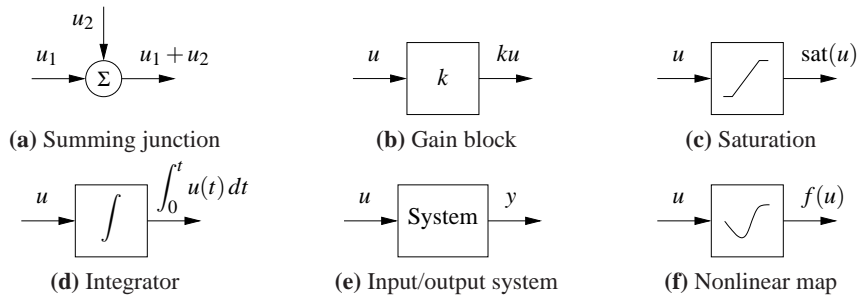 u₂
u₁ Σ u₁ + u₂
(a) Summing junction
u k ku
(b) Gain block
u sat(u)
(c) Saturation
u ∫ ∫₀ᵗ u(t) dt
(d) Integrator
u System y
(e) Input/output system
u f(u)
(f) Nonlinear map